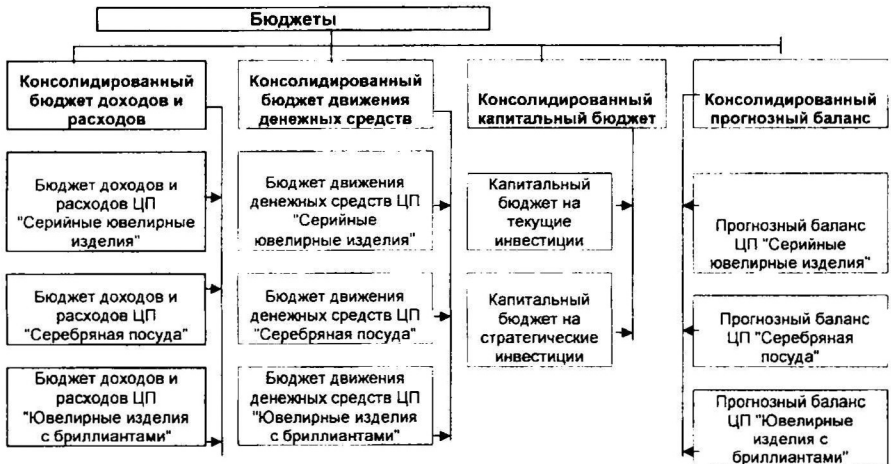 Бюджеты
Консолидированный
бюджет доходов и
расходов
Консолидированный
бюджет движения
денежных средств
Консолидированный
капитальный бюджет
Консолидированный
прогнозный баланс
Бюджет доходов и
расходов ЦП
"Серийные ювелирные
изделия"
Бюджет движения
денежных средств ЦП
"Серийные
ювелирные изделия"
Капитальный
бюджет на
текущие
инвестиции
Прогнозный баланс
ЦП "Серийные
ювелирные изделия"
Бюджет доходов и
расходов ЦП
"Серебряная посуда"
Бюджет движения
денежных средств ЦП
"Серебряная посуда"
Капитальный
бюджет на
стратегические
инвестиции
Прогнозный баланс
ЦП "Серебряная
посуда"
Бюджет доходов и
расходов ЦП
"Ювелирные изделия
с бриллиантами"
Бюджет движения
денежных средств ЦП
"Ювелирные изделия
с бриллиантами"
Прогнозный баланс
ЦП "Ювелирные
изделия с
бриллиантами"